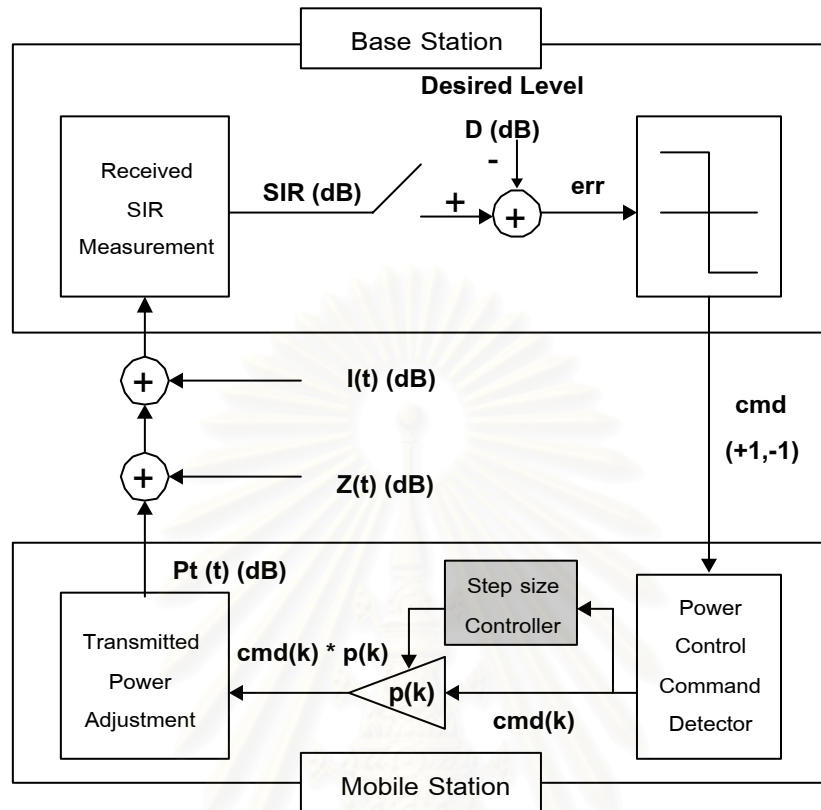 Base Station
Desired Level
D (dB)
-
Received
SIR
Measurement
SIR (dB)
+
+
err
+
I(t) (dB)
cmd
(+1,-1)
+
Z(t) (dB)
Pt (t) (dB)
Step size
Controller
Power
Control
Command
Detector
Transmitted
Power
Adjustment
cmd(k) * p(k)
p(k)
cmd(k)
Mobile Station